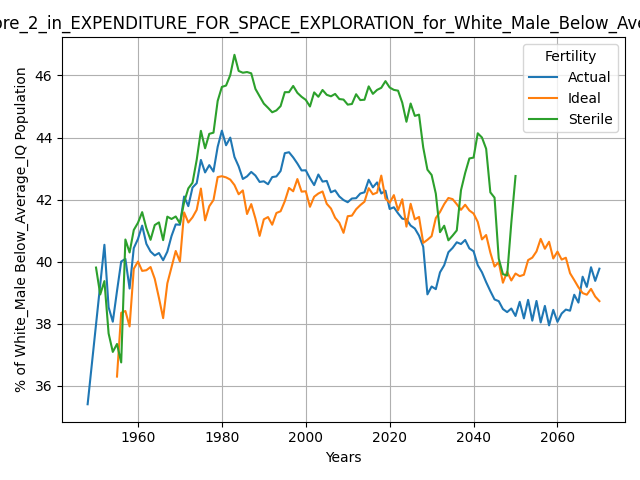 ore_2_in_EXPENDITURE_FOR_SPACE_EXPLORATION_for_White_Male_Below_Ave
Fertility
Actual
Ideal
Sterile
% of White_Male Below_Average_IQ Population
46
44
42
40
38
36
1960
1980
2000
2020
2040
2060
Years